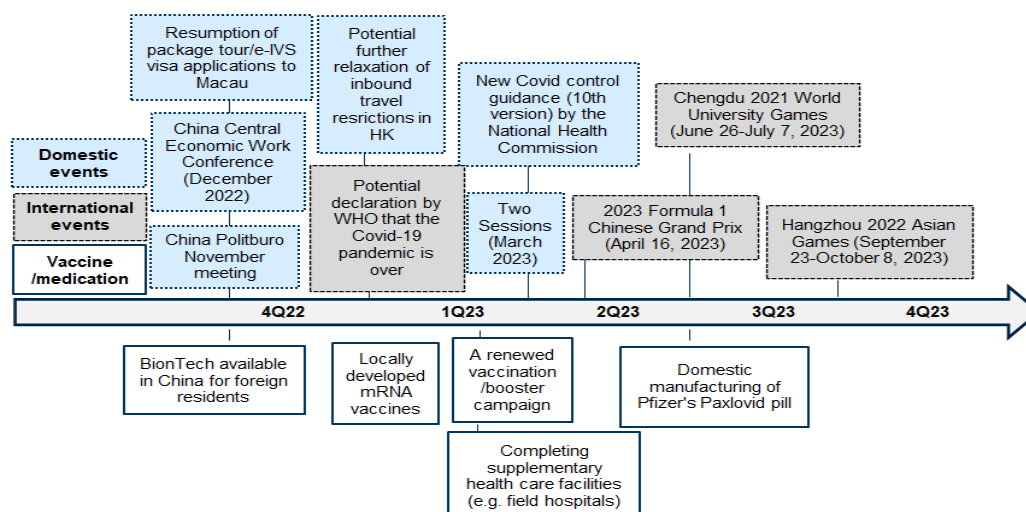 Resumption of
package tour/e-IVS
visa applications to
Macau
Potential
further
relaxation of
inbound
travel
resrictions in
HK
New Covid control
guidance (10th
version) by the
National Health
Commission
Chengdu 2021 World
University Games
(June 26-July 7, 2023)
Domestic
events
International
events
Vaccine
/medication
China Central
Economic Work
Conference
(December
2022)
China Politburo
November
meeting
Potential
declaration by
WHO that the
Covid-19
pandemic is
over
Two
Sessions
(March
2023)
2023 Formula 1
Chinese Grand Prix
(April 16, 2023)
Hangzhou 2022 Asian
Games (September
23-October 8, 2023)
4Q22
1Q23
2Q23
3Q23
4Q23
BionTech available
in China for foreign
residents
Locally
developed
mRNA
vaccines
A renewed
vaccination
/booster
campaign
Domestic
manufacturing of
Pfizer's Paxlovid pill
Completing
supplementary
health care facilities
(e.g. field hospitals)